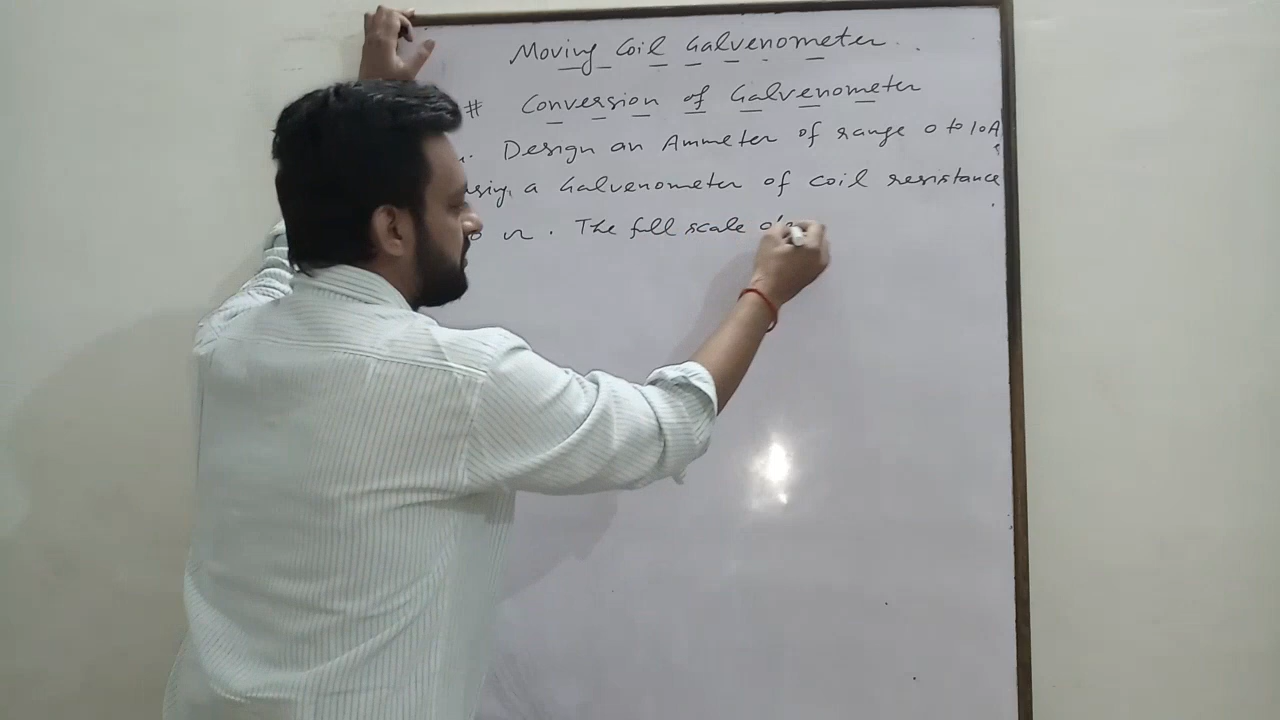 Moving Coil Galvenometer..
# Conversion of Galvenometer
Design an Ammeter of range 0 to 10A
a Galvenometer of coil resistance
Ω. The full scale